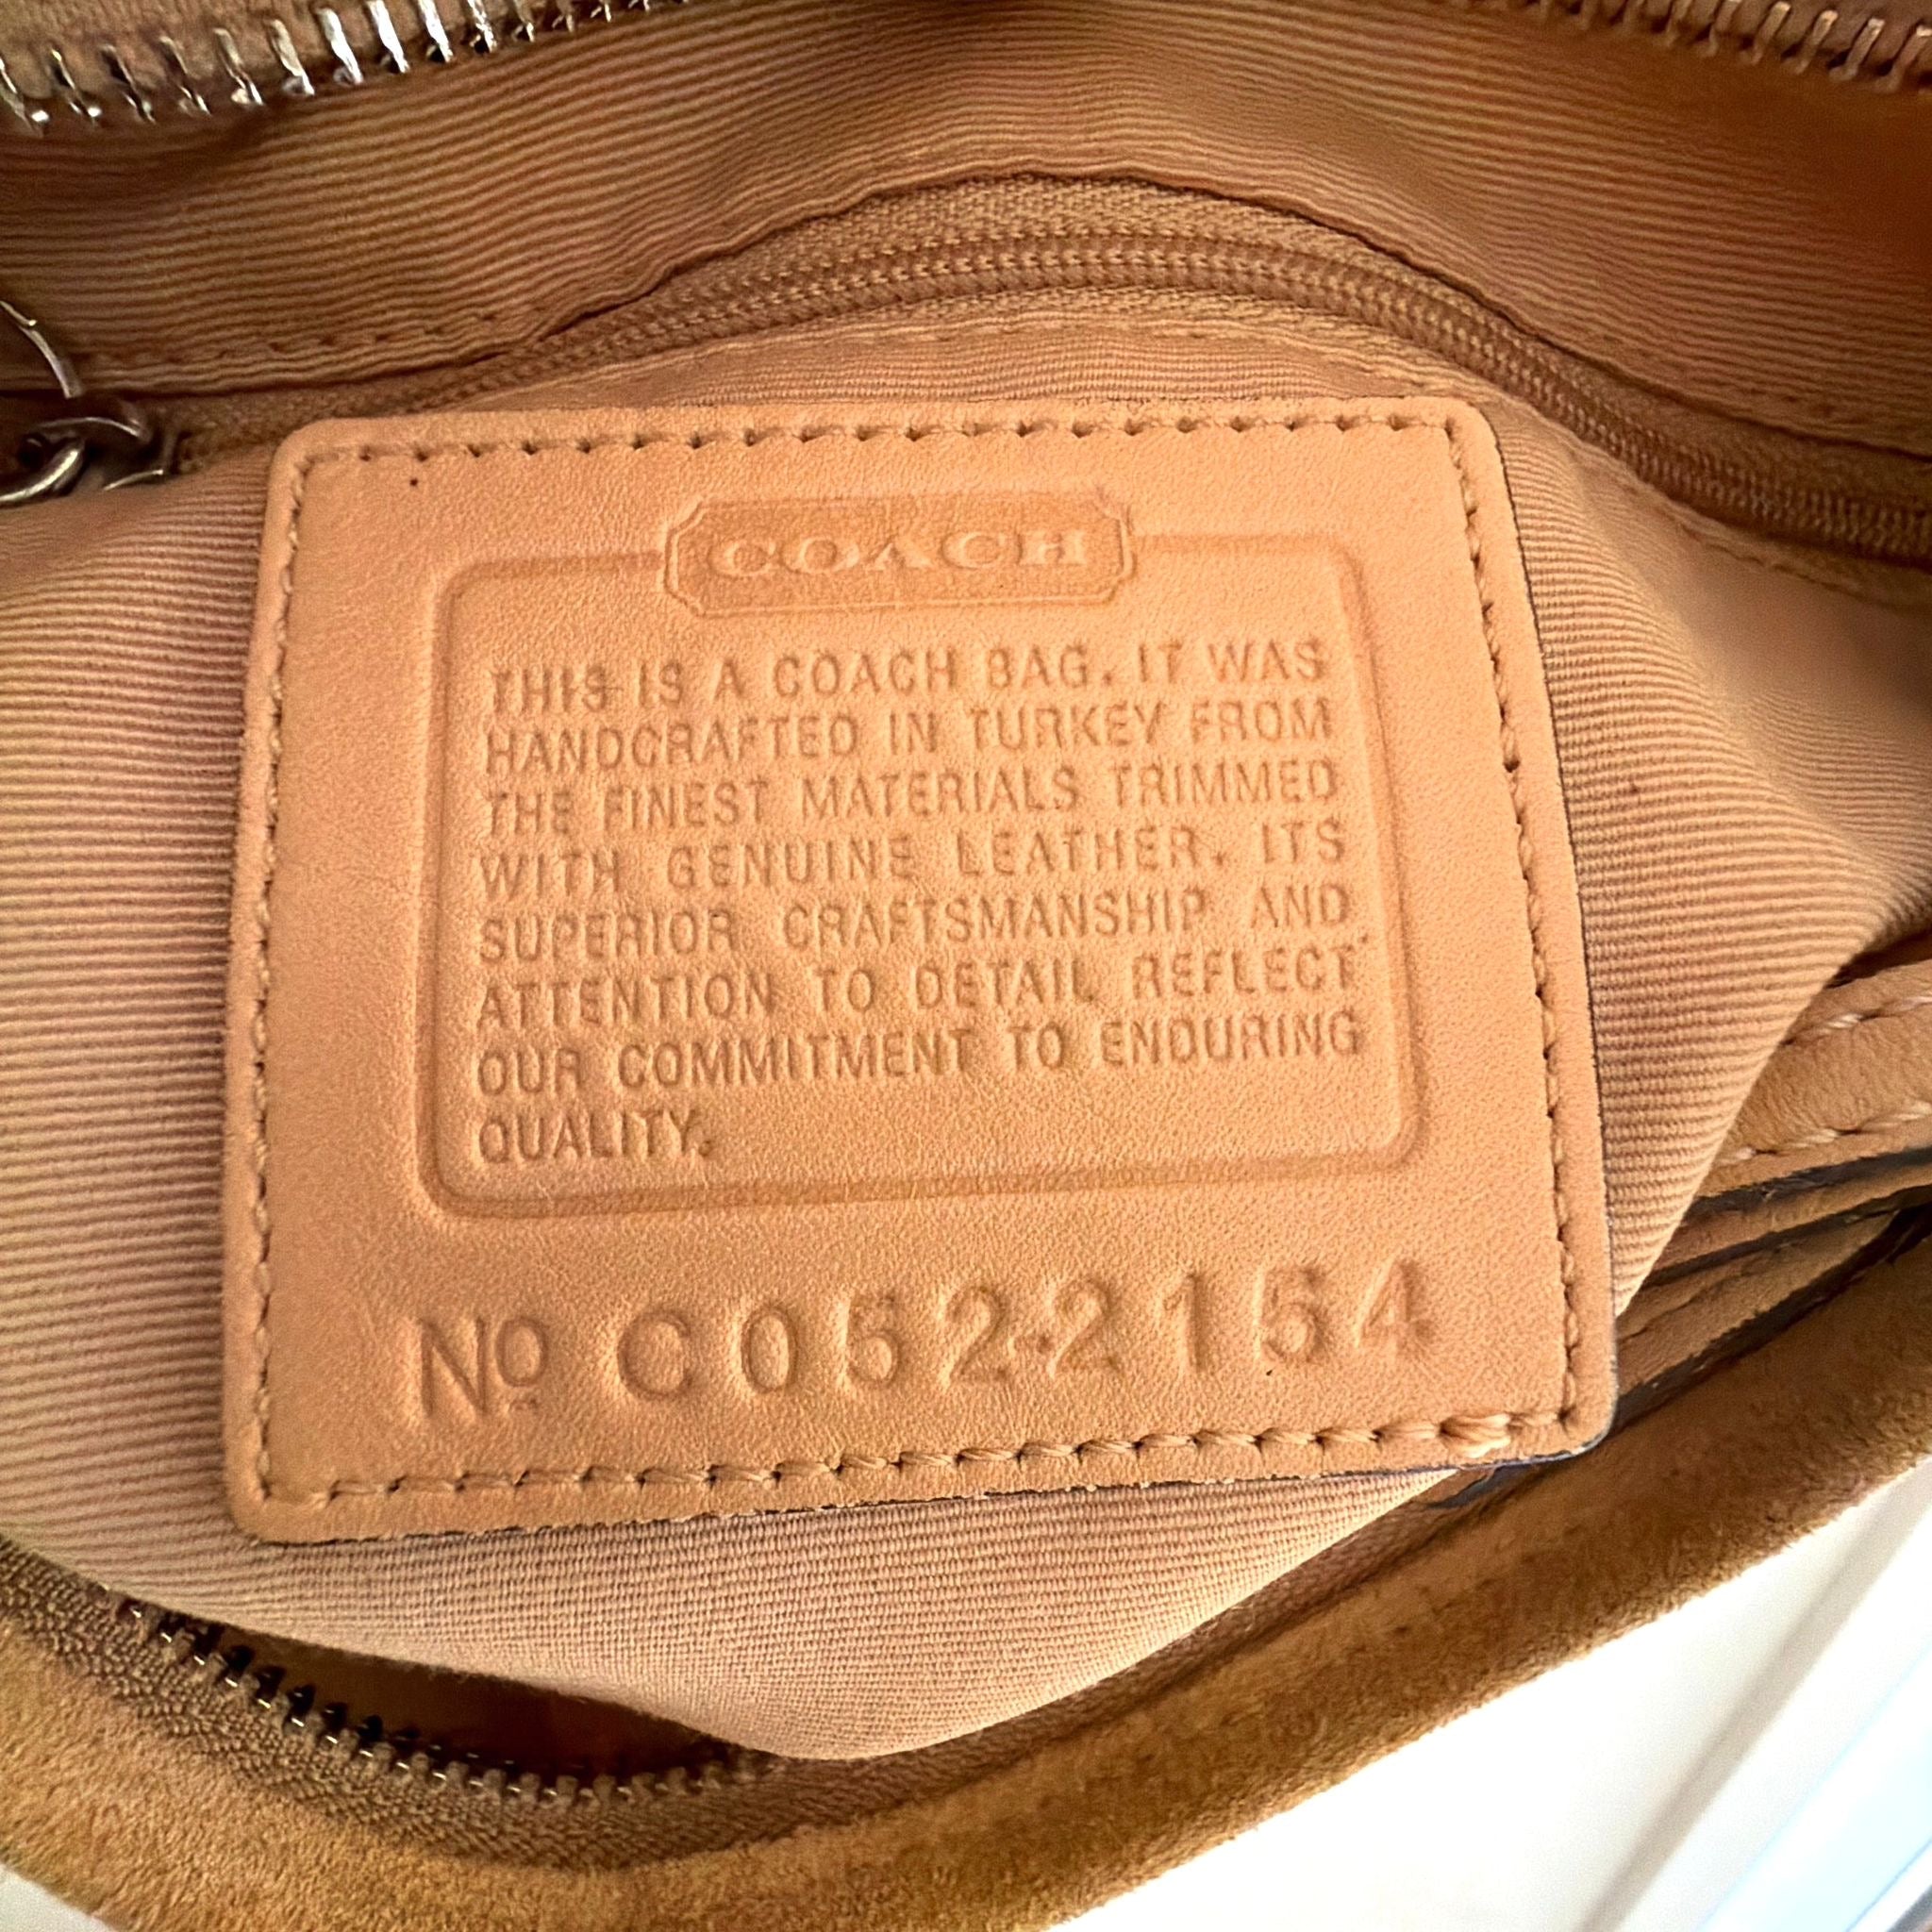 COACH
THIS IS A COACH BAG. IT WAS
HANDCRAFTED IN TURKEY FROM
THE FINEST MATERIALS TRIMMED
WITH GENUINE LEATHER. ITS
SUPERIOR CRAFTSMANSHIP AND
ATTENTION TO DETAIL REFLECT
OUR COMMITMENT TO ENDURING
QUALITY.
No C052-2154